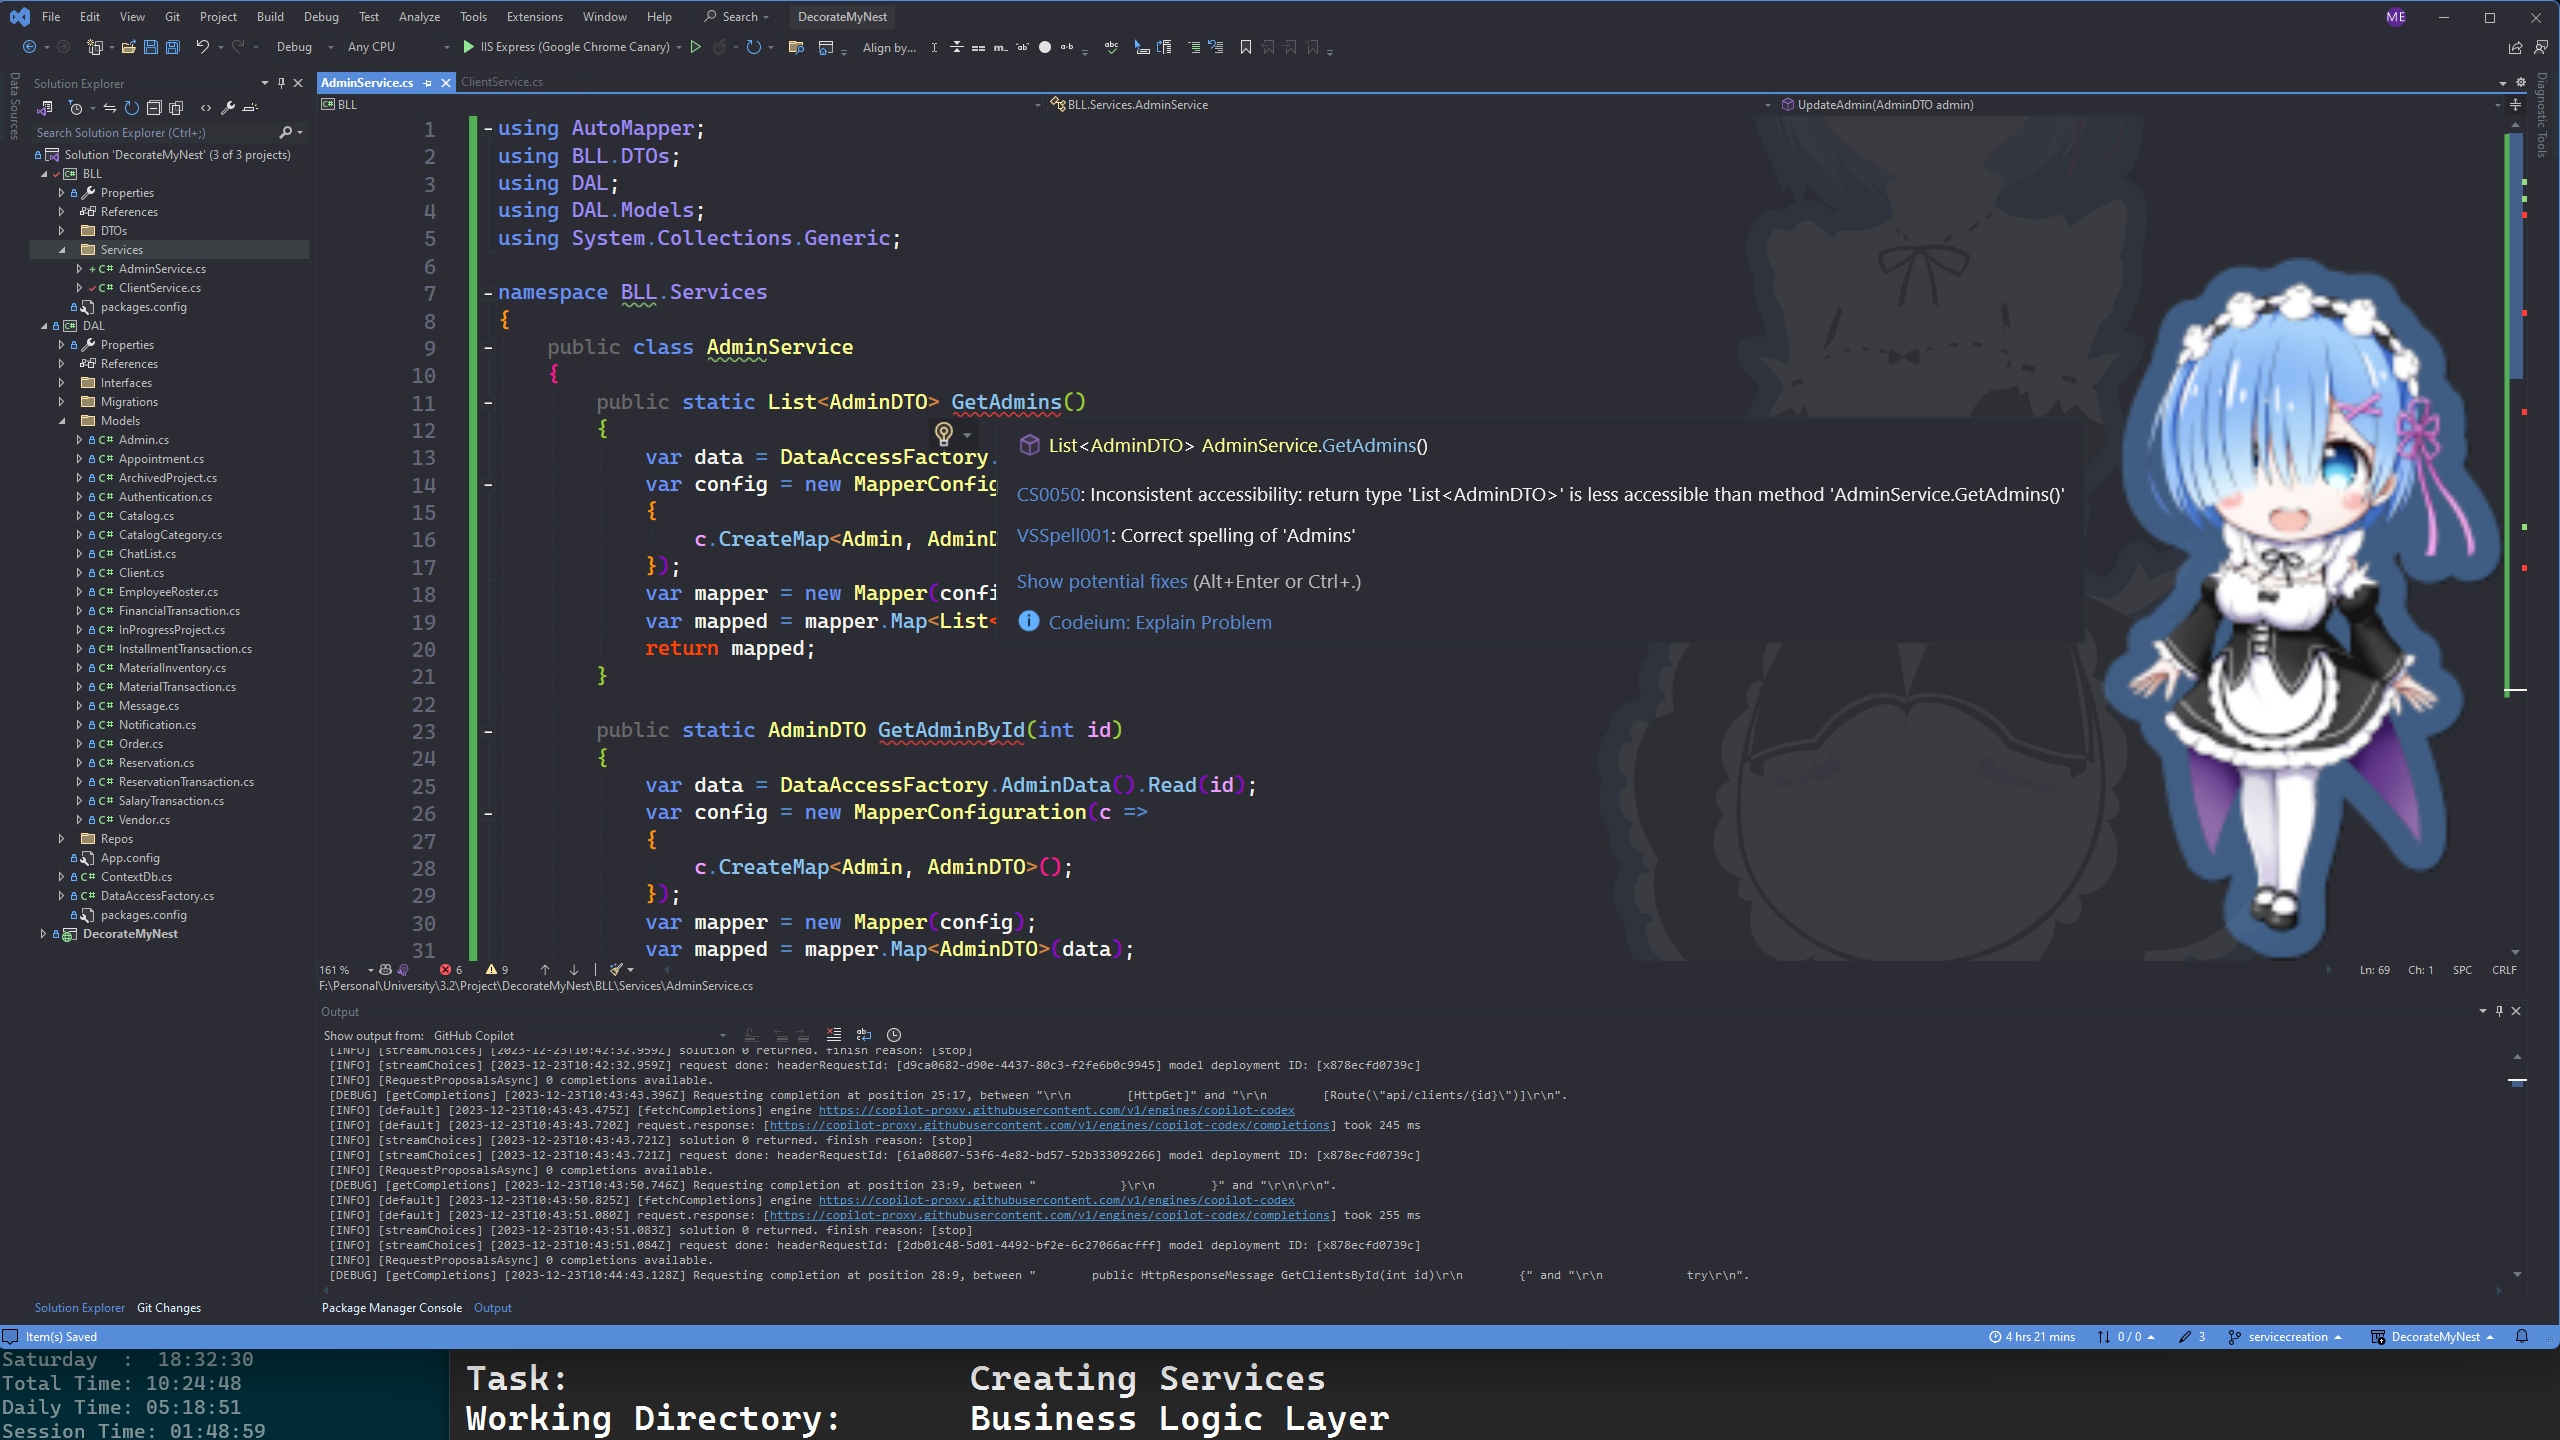 File Edit View Git Project Build Debug Test Analyze Tools Extensions Window Help Search DecorateMyNest ME
Debug Any CPU IIS Express (Google Chrome Canary) Align by...
Data Sources
Solution Explorer
Search Solution Explorer (Ctrl+;)
Solution 'DecorateMyNest' (3 of 3 projects)
BLL
Properties
References
DTOs
Services
C# AdminService.cs
C# ClientService.cs
packages.config
DAL
Properties
References
Interfaces
Migrations
Models
C# Admin.cs
C# Appointment.cs
C# ArchivedProject.cs
C# Authentication.cs
C# Catalog.cs
C# CatalogCategory.cs
C# ChatList.cs
C# Client.cs
C# EmployeeRoster.cs
C# FinancialTransaction.cs
C# InProgressProject.cs
C# InstallmentTransaction.cs
C# MaterialInventory.cs
C# MaterialTransaction.cs
C# Message.cs
C# Notification.cs
C# Order.cs
C# Reservation.cs
C# ReservationTransaction.cs
C# SalaryTransaction.cs
C# Vendor.cs
Repos
App.config
C# ContextDb.cs
C# DataAccessFactory.cs
packages.config
DecorateMyNest
Solution Explorer Git Changes
AdminService.cs ClientService.cs
BLL BLL.Services.AdminService UpdateAdmin(AdminDTO admin)
Diagnostic Tools
1 using AutoMapper;
2 using BLL.DTOs;
3 using DAL;
4 using DAL.Models;
5 using System.Collections.Generic;
6
7 namespace BLL.Services
8 {
9 public class AdminService
10 {
11 public static List<AdminDTO> GetAdmins()
12 {
13 var data = DataAccessFactory.
14 var config = new MapperConfig
15 {
16 c.CreateMap<Admin, AdminD
17 });
18 var mapper = new Mapper(confi
19 var mapped = mapper.Map<List<
20 return mapped;
21 }
22
23 public static AdminDTO GetAdminById(int id)
24 {
25 var data = DataAccessFactory.AdminData().Read(id);
26 var config = new MapperConfiguration(c =>
27 {
28 c.CreateMap<Admin, AdminDTO>();
29 });
30 var mapper = new Mapper(config);
31 var mapped = mapper.Map<AdminDTO>(data);
List<AdminDTO> AdminService.GetAdmins()
CS0050: Inconsistent accessibility: return type 'List<AdminDTO>' is less accessible than method 'AdminService.GetAdmins()'
VSSpell001: Correct spelling of 'Admins'
Show potential fixes (Alt+Enter or Ctrl+.)
Codeium: Explain Problem
161 % 6 9 Ln: 69 Ch: 1 SPC CRLF
F:\Personal\University\3.2\Project\DecorateMyNest\BLL\Services\AdminService.cs
Output
Show output from: GitHub Copilot
[INFO] [streamChoices] [2023-12-23T10:42:32.959Z] solution 0 returned. finish reason: [stop]
[INFO] [streamChoices] [2023-12-23T10:42:32.959Z] request done: headerRequestId: [d9ca0682-d90e-4437-80c3-f2fe6b0c9945] model deployment ID: [x878ecfd0739c]
[INFO] [RequestProposalsAsync] 0 completions available.
[DEBUG] [getCompletions] [2023-12-23T10:43:43.396Z] Requesting completion at position 25:17, between "\r\n [HttpGet]" and "\r\n [Route(\"api/clients/{id}\")]\r\n".
[INFO] [default] [2023-12-23T10:43:43.475Z] [fetchCompletions] engine https://copilot-proxy.githubusercontent.com/v1/engines/copilot-codex
[INFO] [default] [2023-12-23T10:43:43.720Z] request.response: [https://copilot-proxy.githubusercontent.com/v1/engines/copilot-codex/completions] took 245 ms
[INFO] [streamChoices] [2023-12-23T10:43:43.721Z] solution 0 returned. finish reason: [stop]
[INFO] [streamChoices] [2023-12-23T10:43:43.721Z] request done: headerRequestId: [61a08607-53f6-4e82-bd57-52b333092266] model deployment ID: [x878ecfd0739c]
[INFO] [RequestProposalsAsync] 0 completions available.
[DEBUG] [getCompletions] [2023-12-23T10:43:50.746Z] Requesting completion at position 23:9, between " }\r\n }" and "\r\n\r\n".
[INFO] [default] [2023-12-23T10:43:50.825Z] [fetchCompletions] engine https://copilot-proxy.githubusercontent.com/v1/engines/copilot-codex
[INFO] [default] [2023-12-23T10:43:51.080Z] request.response: [https://copilot-proxy.githubusercontent.com/v1/engines/copilot-codex/completions] took 255 ms
[INFO] [streamChoices] [2023-12-23T10:43:51.083Z] solution 0 returned. finish reason: [stop]
[INFO] [streamChoices] [2023-12-23T10:43:51.084Z] request done: headerRequestId: [2db01c48-5d01-4492-bf2e-6c27066acfff] model deployment ID: [x878ecfd0739c]
[INFO] [RequestProposalsAsync] 0 completions available.
[DEBUG] [getCompletions] [2023-12-23T10:44:43.128Z] Requesting completion at position 28:9, between " public HttpResponseMessage GetClientsById(int id)\r\n {" and "\r\n try\r\n".
Package Manager Console Output
Item(s) Saved 4 hrs 21 mins 0 / 0 3 servicecreation DecorateMyNest
Saturday : 18:32:30
Total Time: 10:24:48
Daily Time: 05:18:51
Session Time: 01:48:59
Task: Creating Services
Working Directory: Business Logic Layer